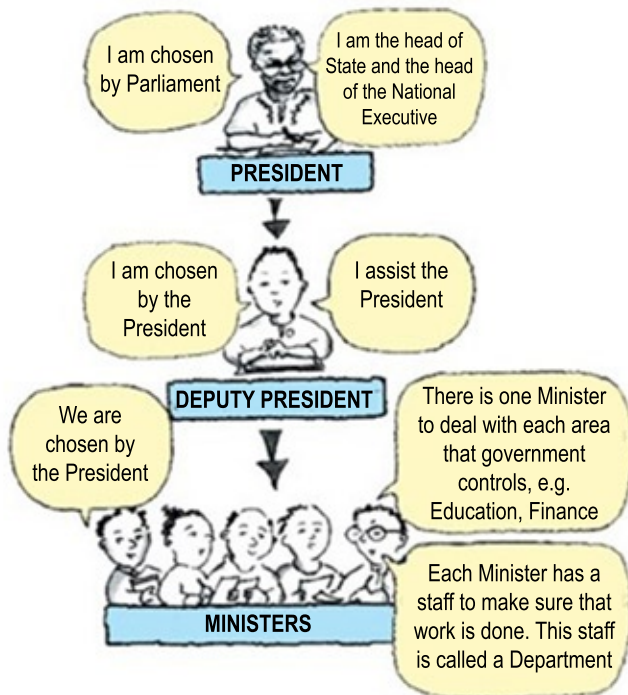 I am chosen
by Parliament
I am the head of
State and the head
of the National
Executive
PRESIDENT
I am chosen
by the
President
I assist the
President
DEPUTY PRESIDENT
We are
chosen by
the President
There is one Minister
to deal with each area
that government
controls, e.g.
Education, Finance
Each Minister has a
staff to make sure that
work is done. This staff
is called a Department
MINISTERS